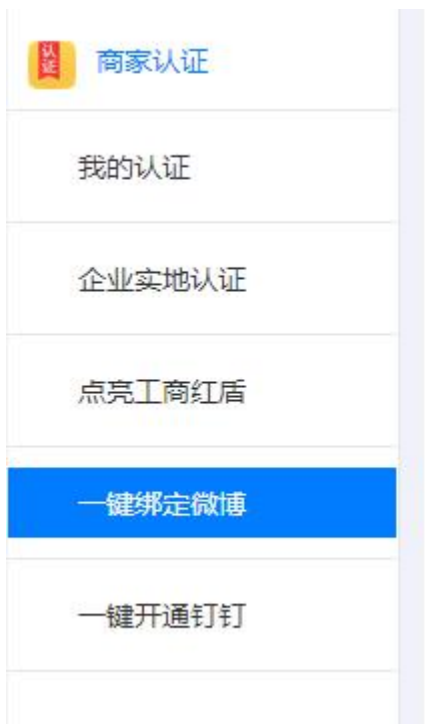 认证
商家认证
我的认证
企业实地认证
点亮工商红盾
一键绑定微博
一键开通钉钉